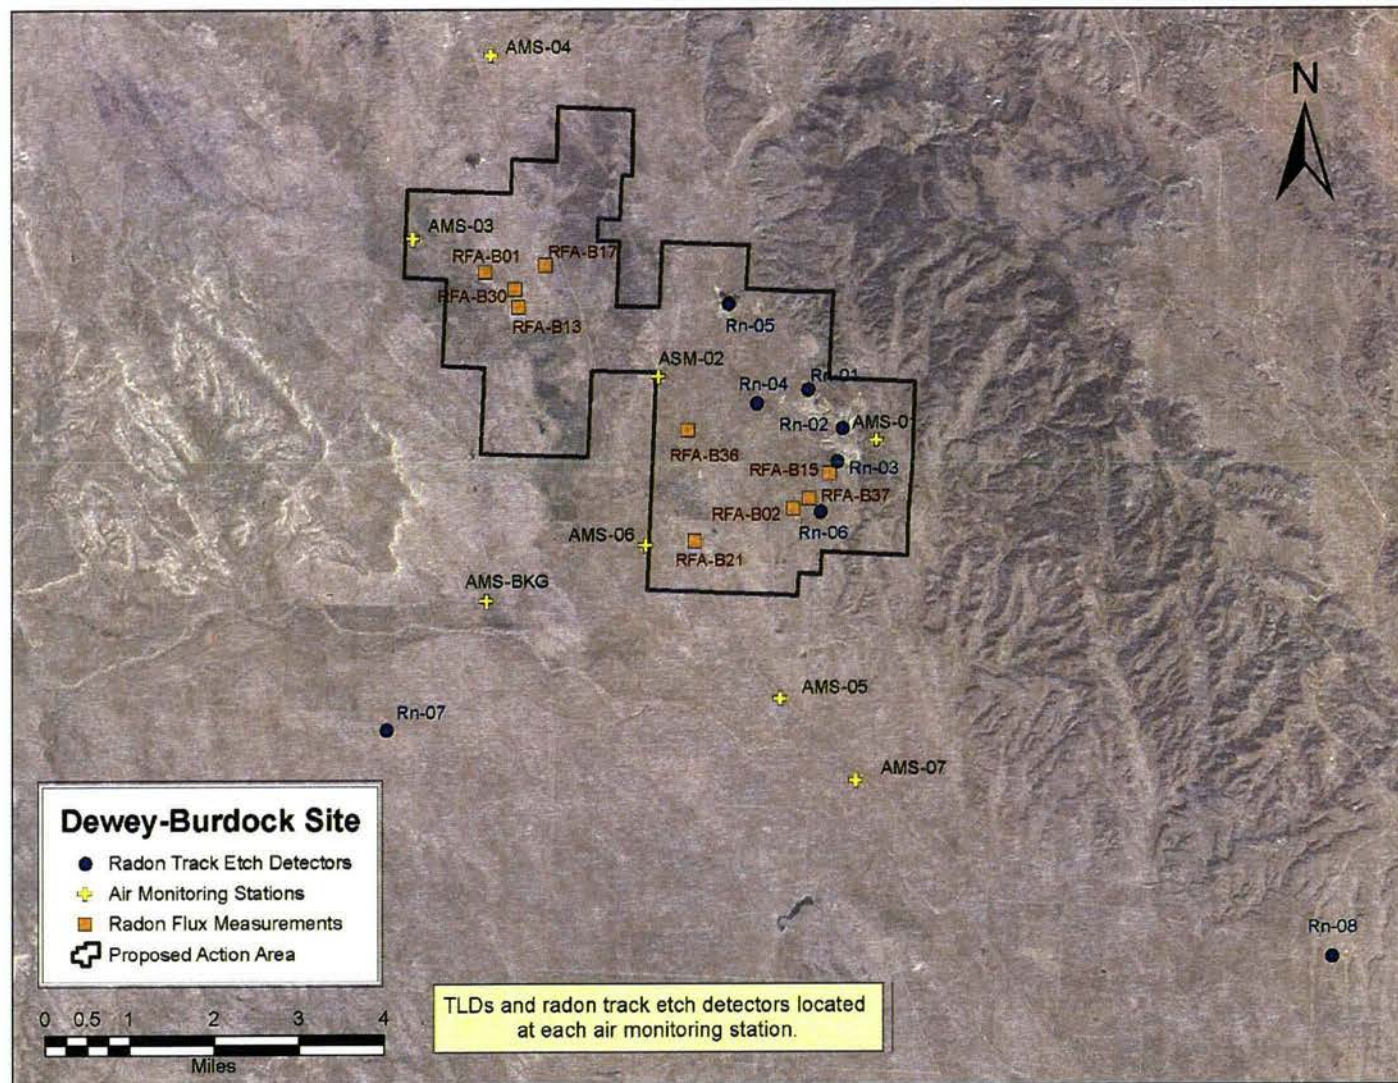 AMS-04
N
AMS-03
RFA-B01
RFA-B17
RFA-B30
RFA-B13
Rn-05
ASM-02
Rn-04
Rn-01
Rn-02
AMS-01
RFA-B36
RFA-B15
Rn-03
RFA-B37
RFA-B02
Rn-06
AMS-06
RFA-B21
AMS-BKG
AMS-05
Rn-07
AMS-07
Dewey-Burdock Site
Radon Track Etch Detectors
Air Monitoring Stations
Radon Flux Measurements
Proposed Action Area
Rn-08
TLDs and radon track etch detectors located
at each air monitoring station.
0 0.5 1 2 3 4
Miles